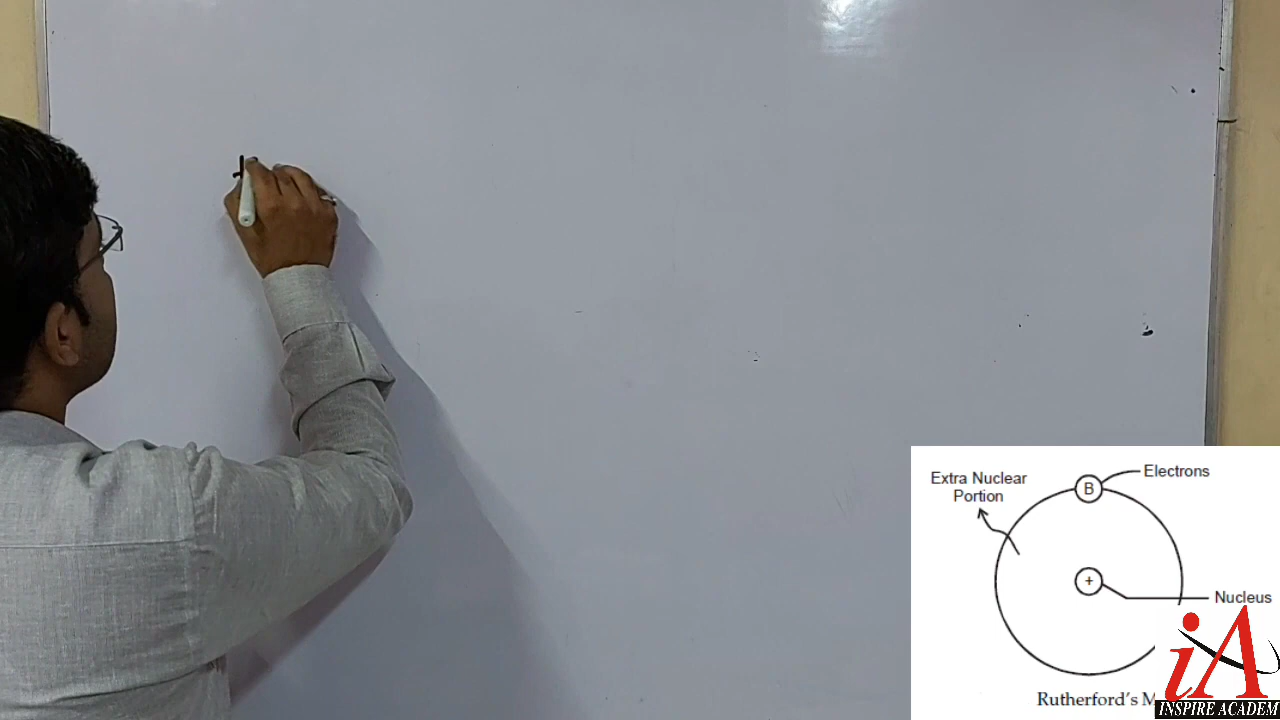 Extra Nuclear
Portion
B
Electrons
+
Nucleus
Rutherford's M
iA
INSPIRE ACADEM